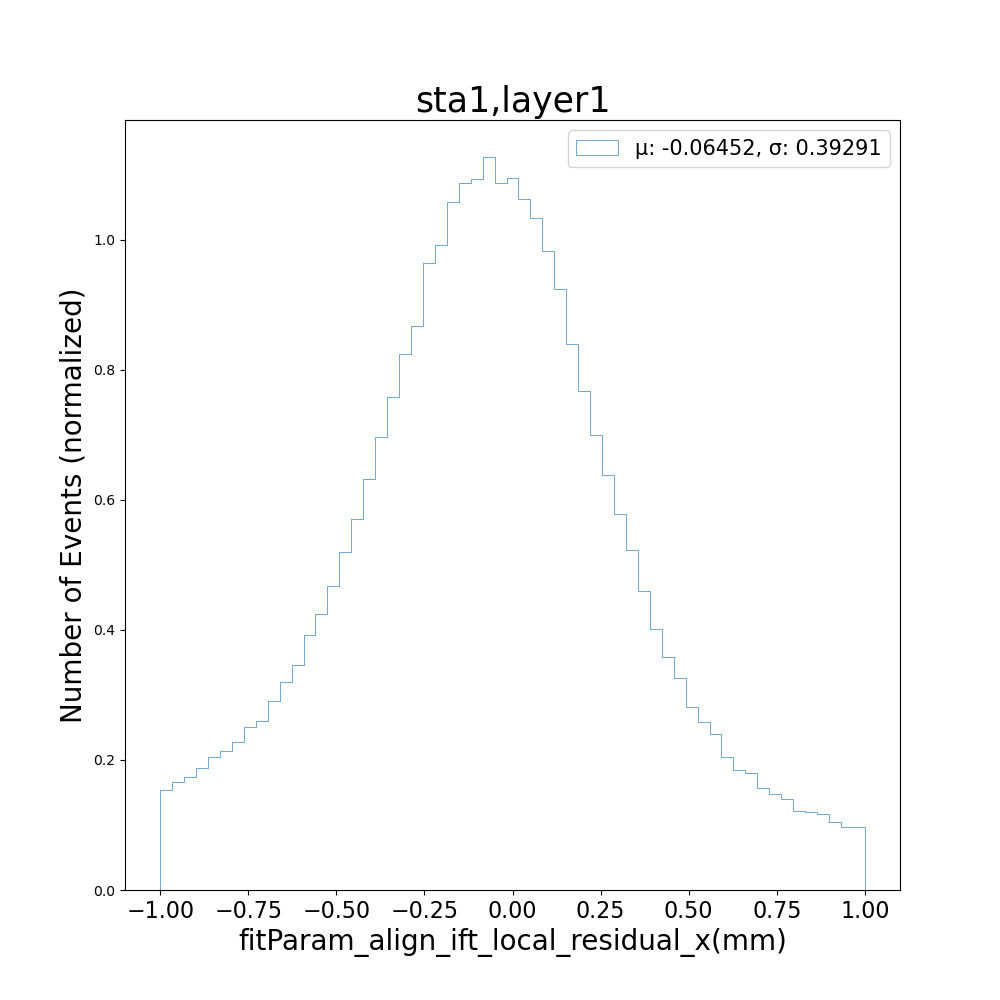 sta1,layer1
μ: -0.06452, σ: 0.39291
Number of Events (normalized)
1.0
0.8
0.6
0.4
0.2
0.0
−1.00 −0.75 −0.50 −0.25 0.00 0.25 0.50 0.75 1.00
fitParam_align_ift_local_residual_x(mm)